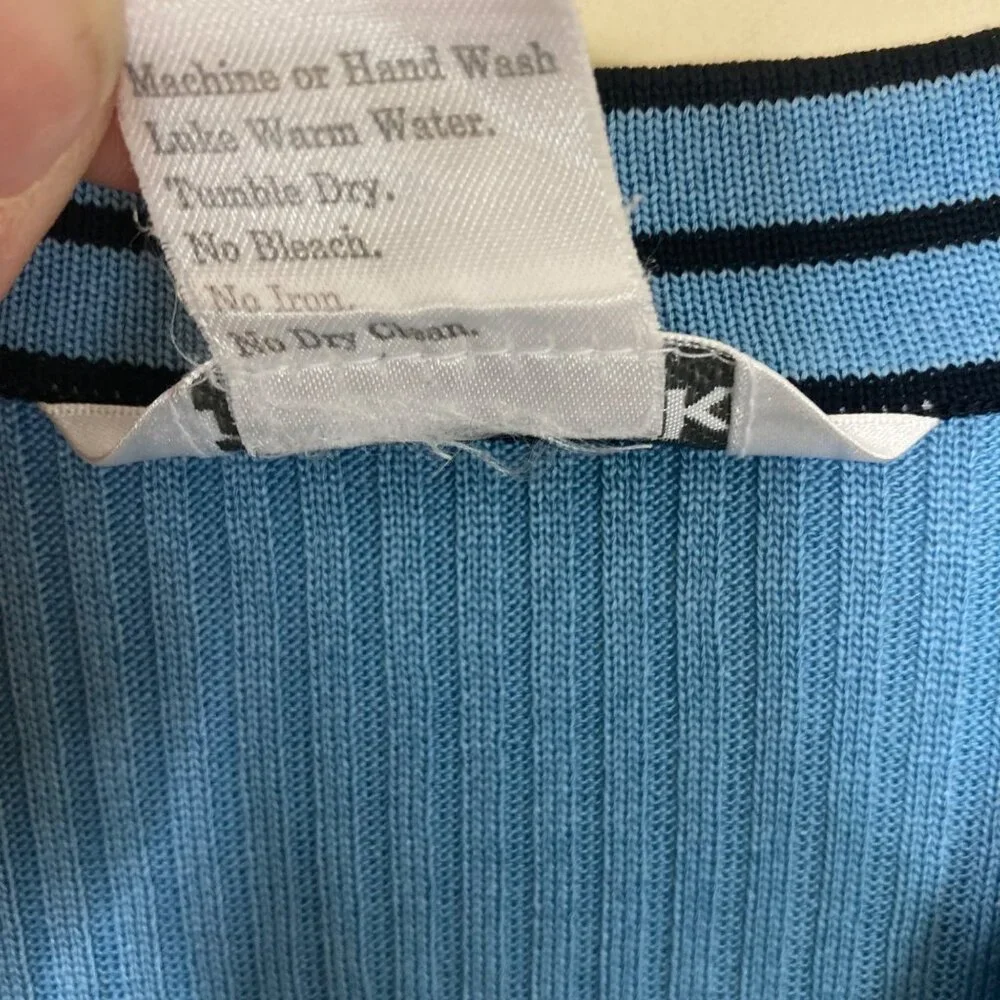 Machine or Hand Wash
Luke Warm Water.
Tumble Dry.
No Bleach.
No Iron.
No Dry Clean.
K